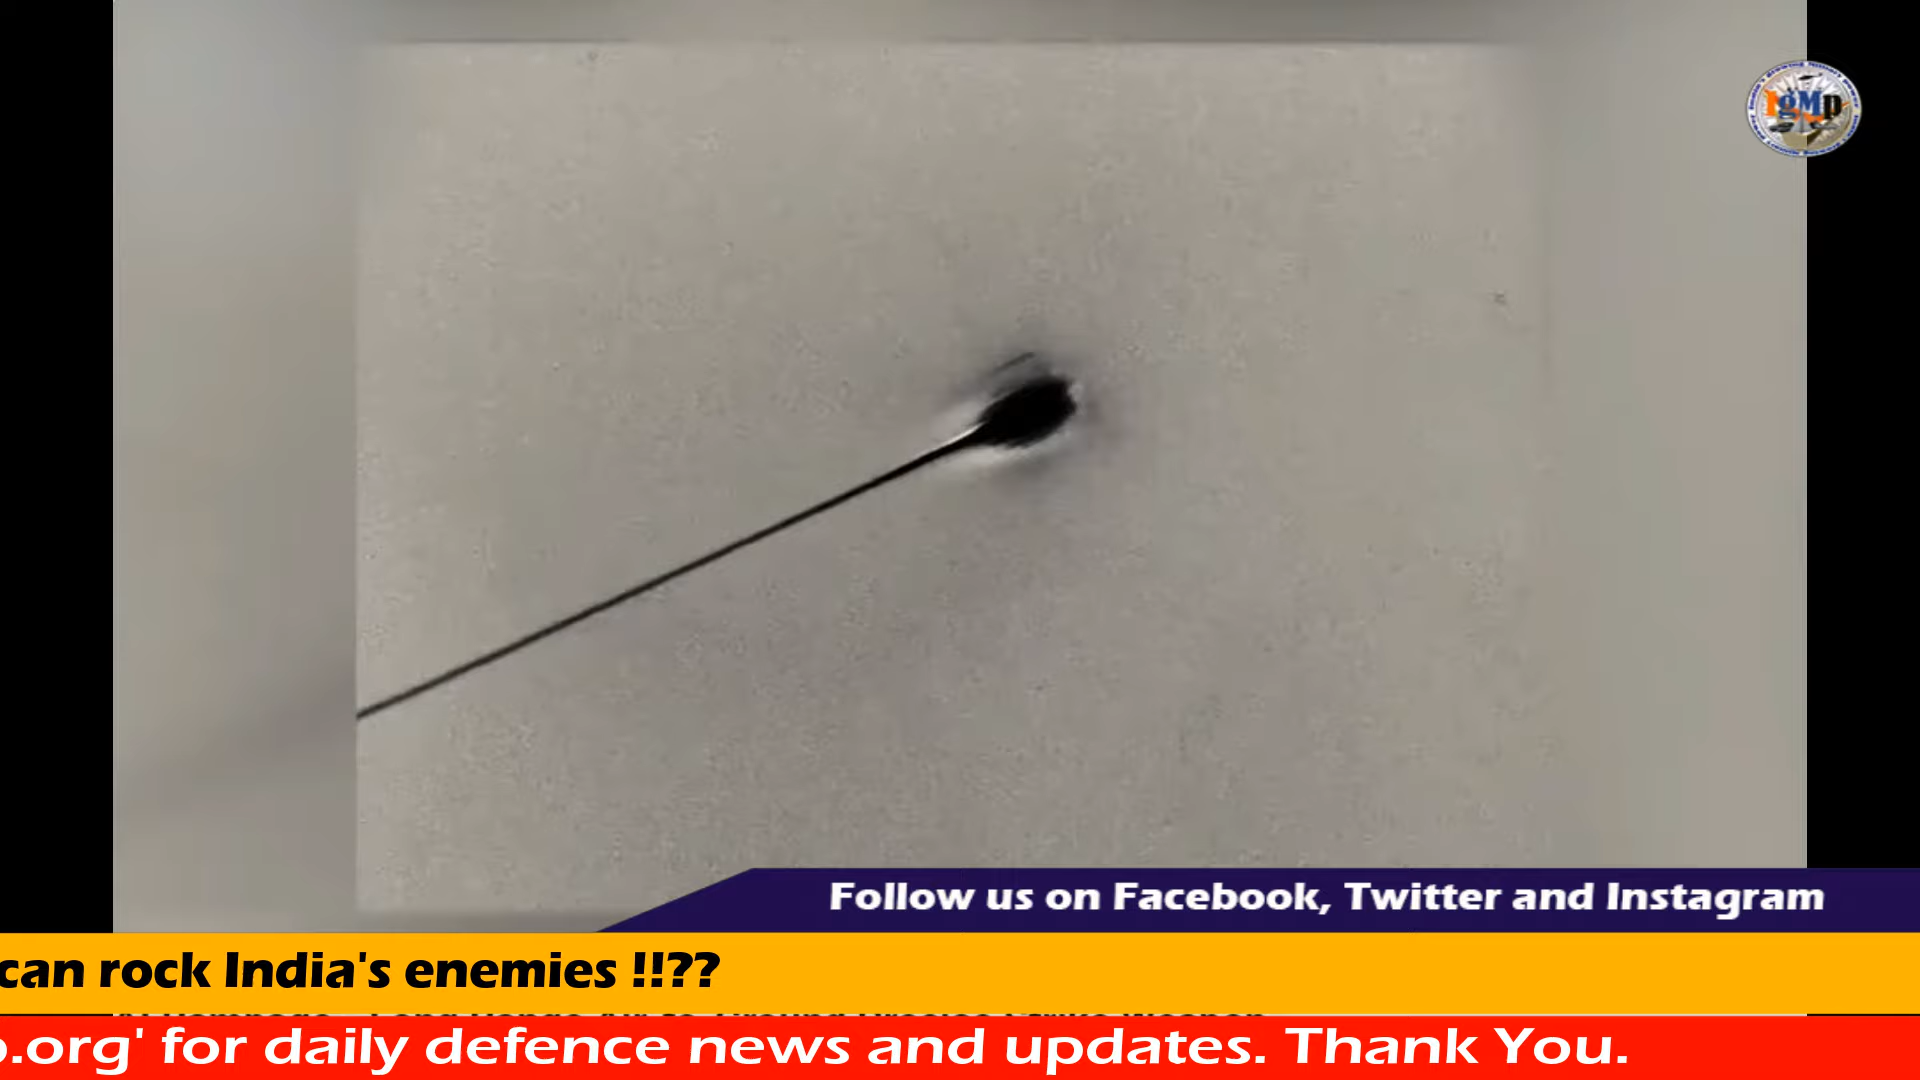 IgMp
Follow us on Facebook, Twitter and Instagram
can rock India's enemies !!??
.org' for daily defence news and updates. Thank You.